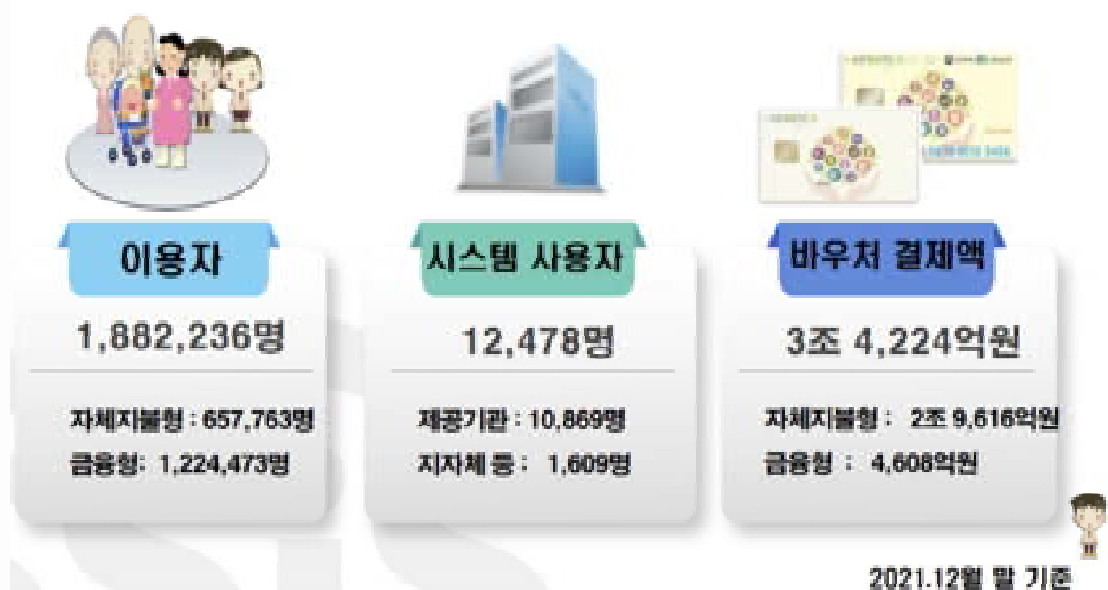 이용자
1,882,236명
자체지불형 : 657,763명
금융형: 1,224,473명
시스템 사용자
12,478명
제공기관 : 10,869명
지자체 등 : 1,609명
바우처 결제액
3조 4,224억원
자체지불형 : 2조 9,616억원
금융형 : 4,608억원
2021.12월 말 기준